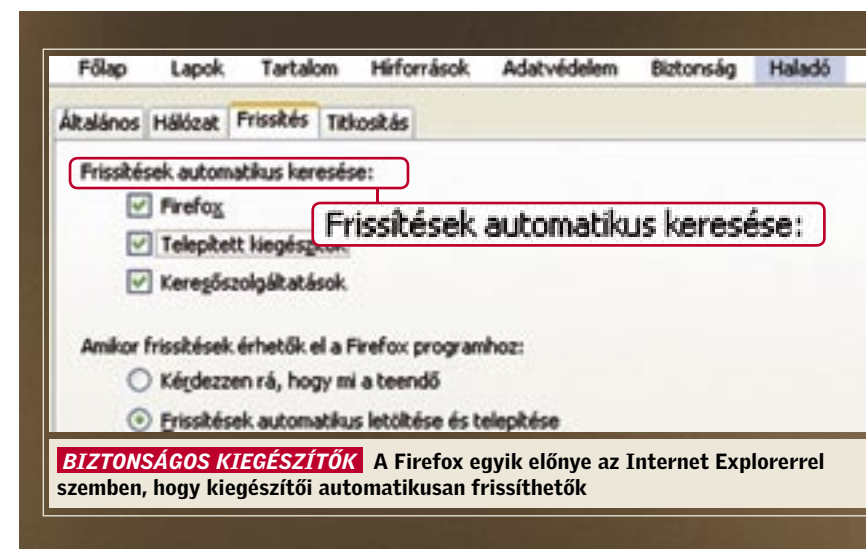 Főlap Lapok Tartalom Hírforrások Adatvédelem Biztonság Haladó
Általános Hálózat Frissítés Titkosítás
Frissítések automatikus keresése:
Firefox
Frissítések automatikus keresése:
Telepített
Keresőszolgáltatások
Amikor frissítések érhetők el a Firefox programhoz:
Kérdezzen rá, hogy mi a teendő
Frissítések automatikus letöltése és telepítése
BIZTONSÁGOS KIEGÉSZÍTŐK A Firefox egyik előnye az Internet Explorerrel
szemben, hogy kiegészítői automatikusan frissíthetők